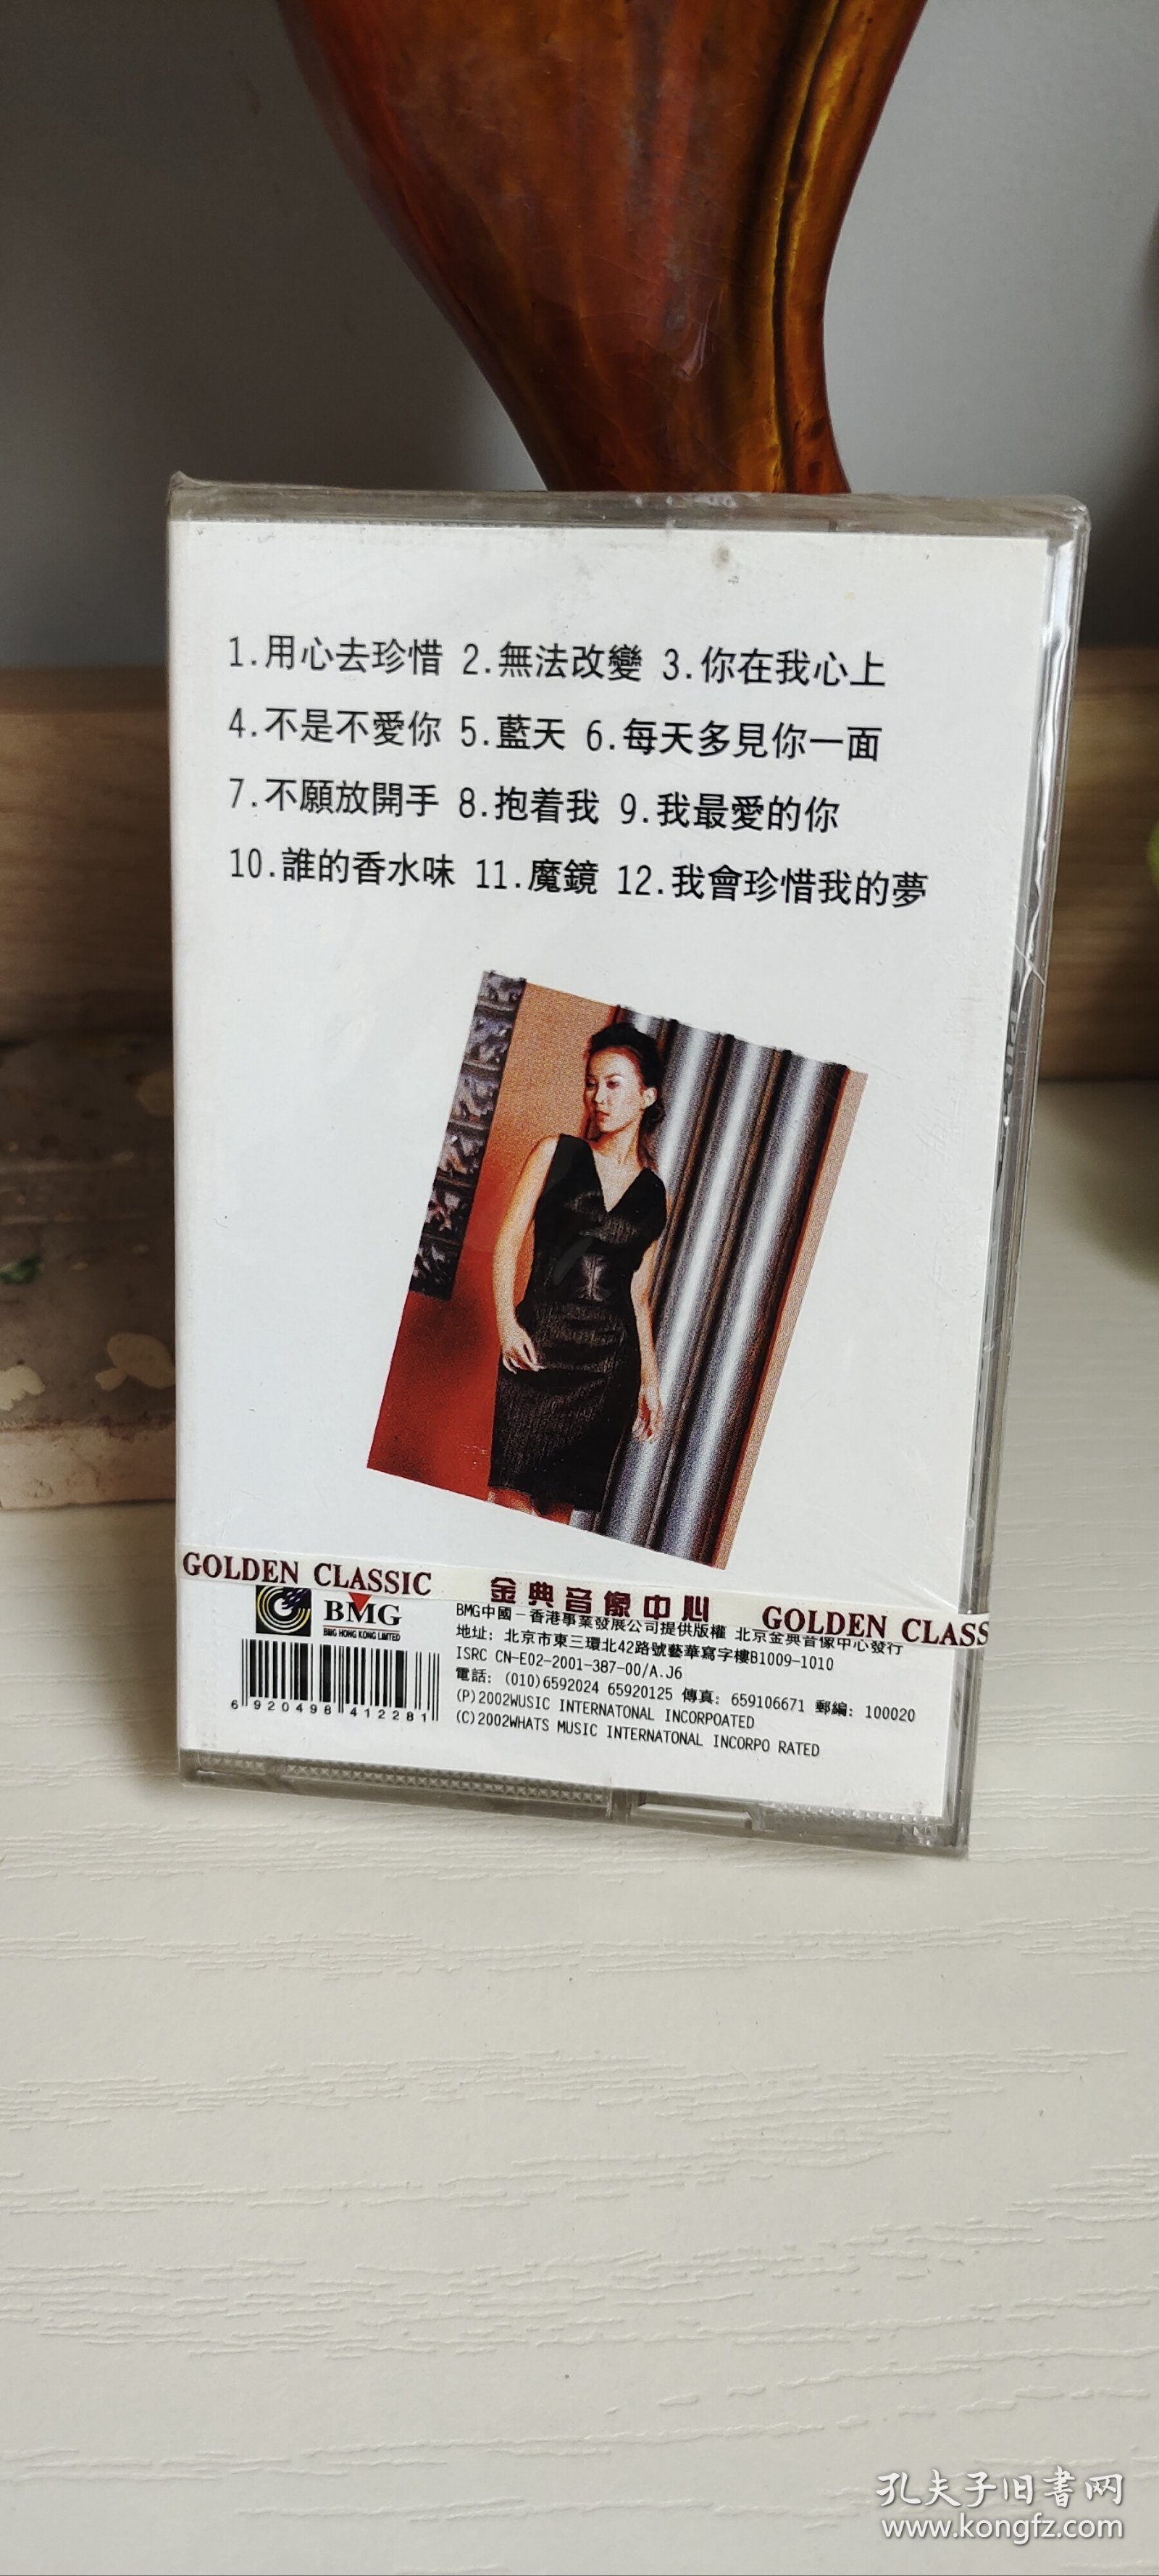 1.用心去珍惜 2.無法改變 3.你在我心上
4.不是不愛你 5.藍天 6.每天多見你一面
7.不願放開手 8.抱着我 9.我最愛的你
10.誰的香水味 11.魔鏡 12.我會珍惜我的夢
GOLDEN CLASSIC 金典音像中心 GOLDEN CLASS
BMG
BMG HONG KONG LIMITED
BMG中國-香港事業發展公司提供版權 北京金典音像中心發行
地址: 北京市東三環北42路號藝華寫字樓B1009-1010
ISRC CN-E02-2001-387-00/A.J6
電話: (010)6592024 65920125 傳真: 659106671 郵編: 100020
(P)2002WUSIC INTERNATONAL INCORPOATED
(C)2002WHATS MUSIC INTERNATONAL INCORPO RATED
6 920498 412281
孔夫子旧書网
www.kongfz.com